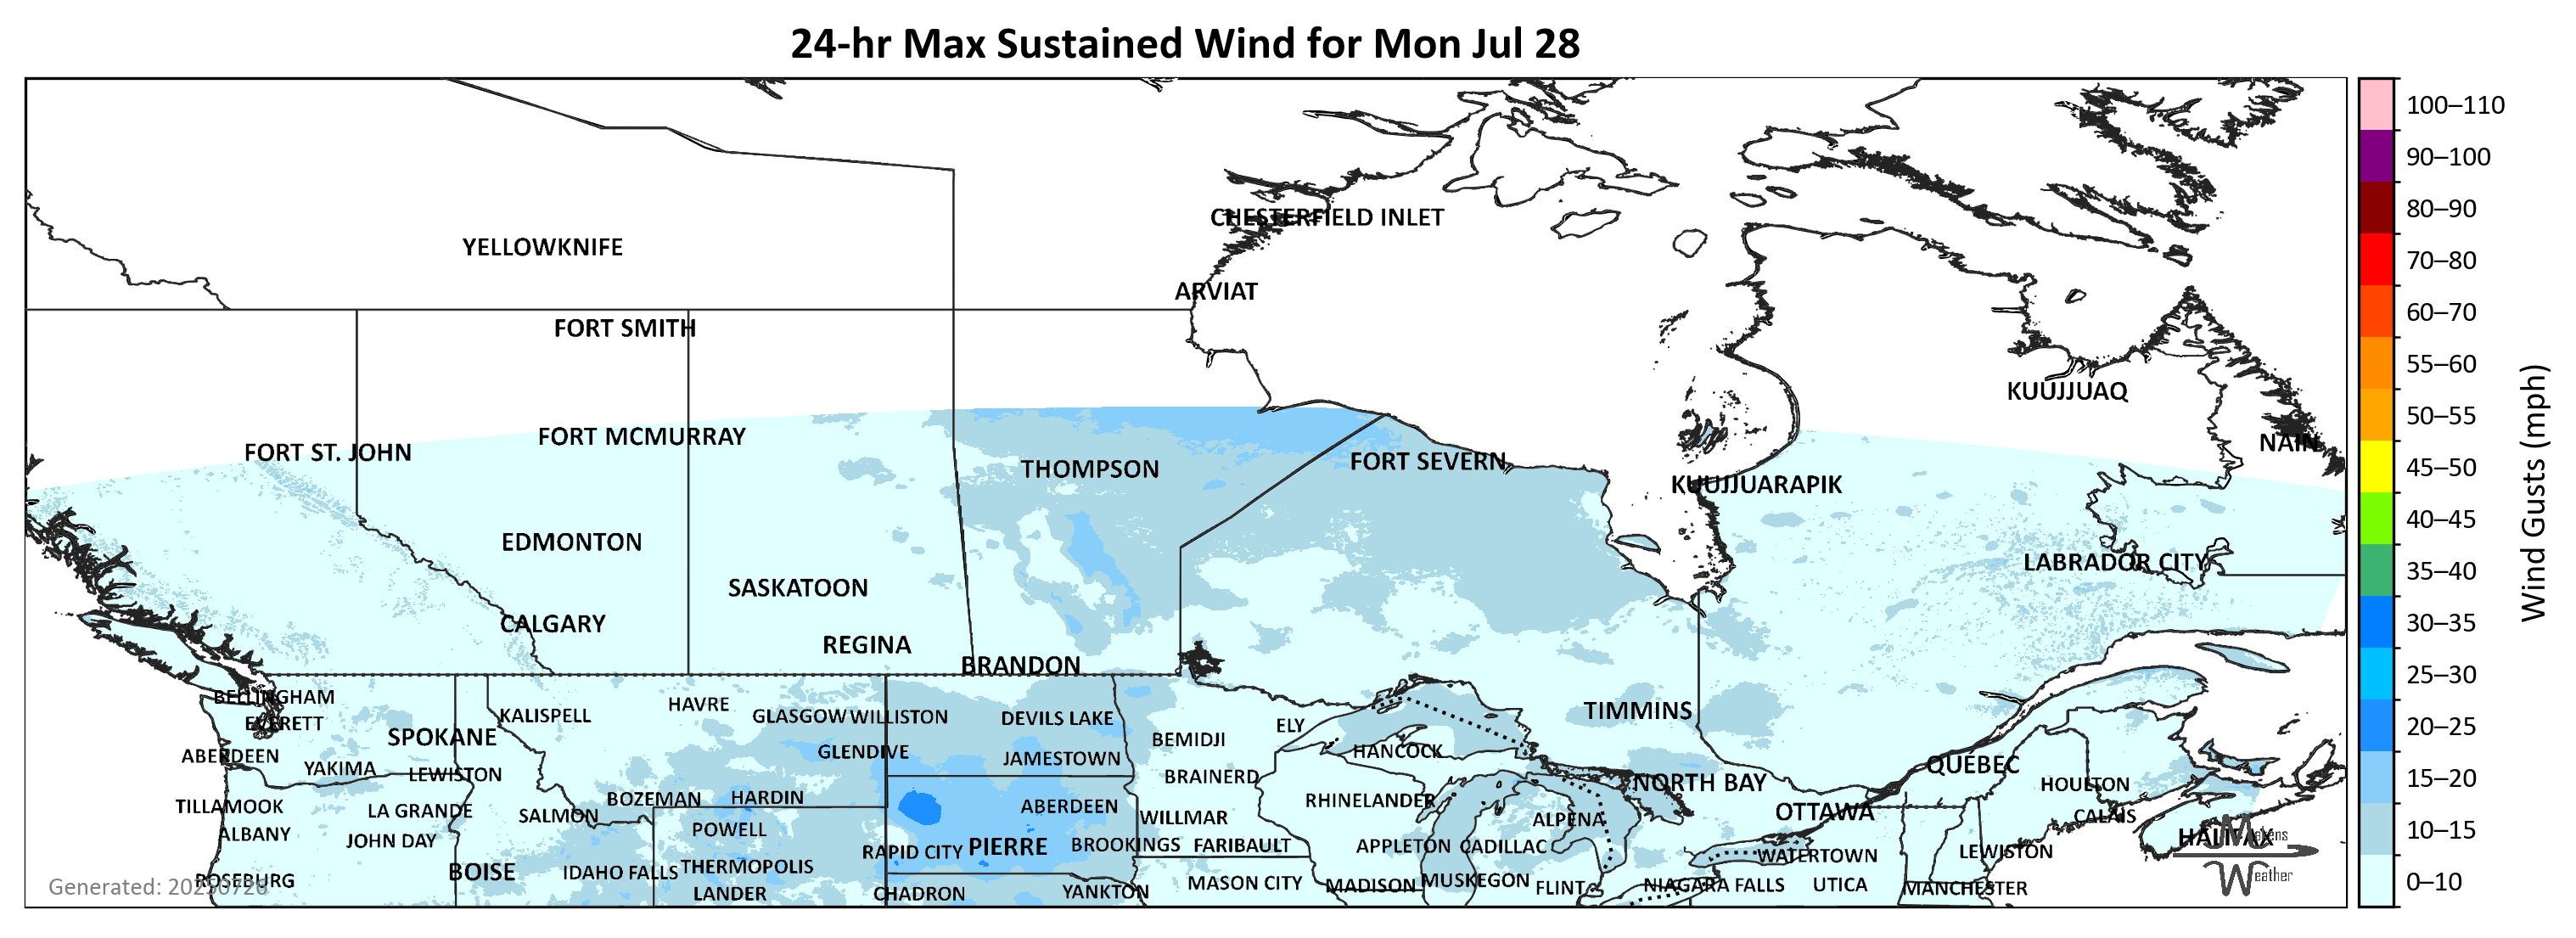 24-hr Max Sustained Wind for Mon Jul 28
100–110
90–100
80–90
70–80
60–70
55–60
50–55
45–50
40–45
35–40
30–35
25–30
20–25
15–20
10–15
0–10
Wind Gusts (mph)
CHESTERFIELD INLET
YELLOWKNIFE
ARVIAT
FORT SMITH
KUUJJUAQ
FORT MCMURRAY
NAIN
FORT ST. JOHN
FORT SEVERN
THOMPSON
KUUJJUARAPIK
EDMONTON
LABRADOR CITY
SASKATOON
CALGARY
REGINA
BRANDON
BELLINGHAM
HAVRE
TIMMINS
KALISPELL
GLASGOW
WILLISTON
DEVILS LAKE
EVERETT
ELY
SPOKANE
BEMIDJI
HANCOCK
ABERDEEN
GLENDIVE
JAMESTOWN
QUÉBEC
YAKIMA
LEWISTON
BRAINERD
NORTH BAY
HOULTON
BOZEMAN
HARDIN
RHINELANDER
TILLAMOOK
LA GRANDE
SALMON
ABERDEEN
WILLMAR
ALPENA
OTTAWA
CALAIS
ALBANY
JOHN DAY
POWELL
HALIFAX
RAPID CITY
PIERRE
BROOKINGS
FARIBAULT
APPLETON
CADILLAC
WATERTOWN
LEWISTON
BOISE
IDAHO FALLS
THERMOPOLIS
ROSEBURG
LANDER
CHADRON
YANKTON
MASON CITY
MADISON
MUSKEGON
FLINT
NIAGARA FALLS
UTICA
MANCHESTER
Generated: 20250728
Makens
Weather